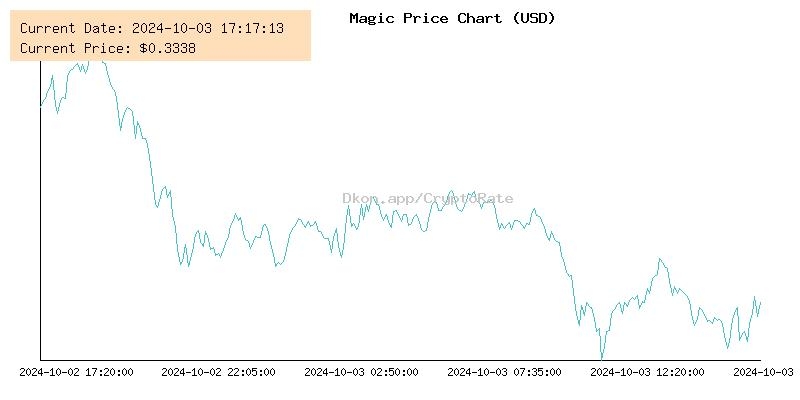 Magic Price Chart (USD)
Current Date: 2024-10-03 17:17:13
Current Price: $0.3338
Dkon.app/CryptoRate
2024-10-02 17:20:00 2024-10-02 22:05:00 2024-10-03 02:50:00 2024-10-03 07:35:00 2024-10-03 12:20:00 2024-10-03